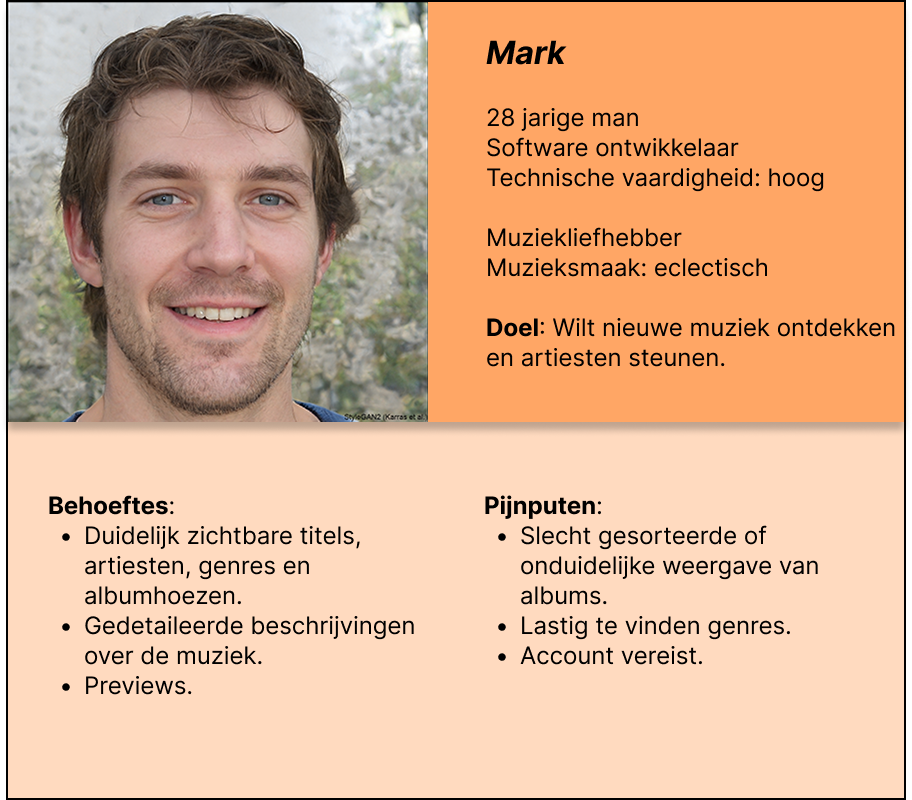 Mark
28 jarige man
Software ontwikkelaar
Technische vaardigheid: hoog
Muziekliefhebber
Muzieksmaak: eclectisch
Doel: Wilt nieuwe muziek ontdekken
en artiesten steunen.
StyleGAN2 (Karras et al.
Behoeftes:
• Duidelijk zichtbare titels,
artiesten, genres en
albumhoezen.
• Gedetaileerde beschrijvingen
over de muziek.
• Previews.
Pijnputen:
• Slecht gesorteerde of
onduidelijke weergave van
albums.
• Lastig te vinden genres.
• Account vereist.